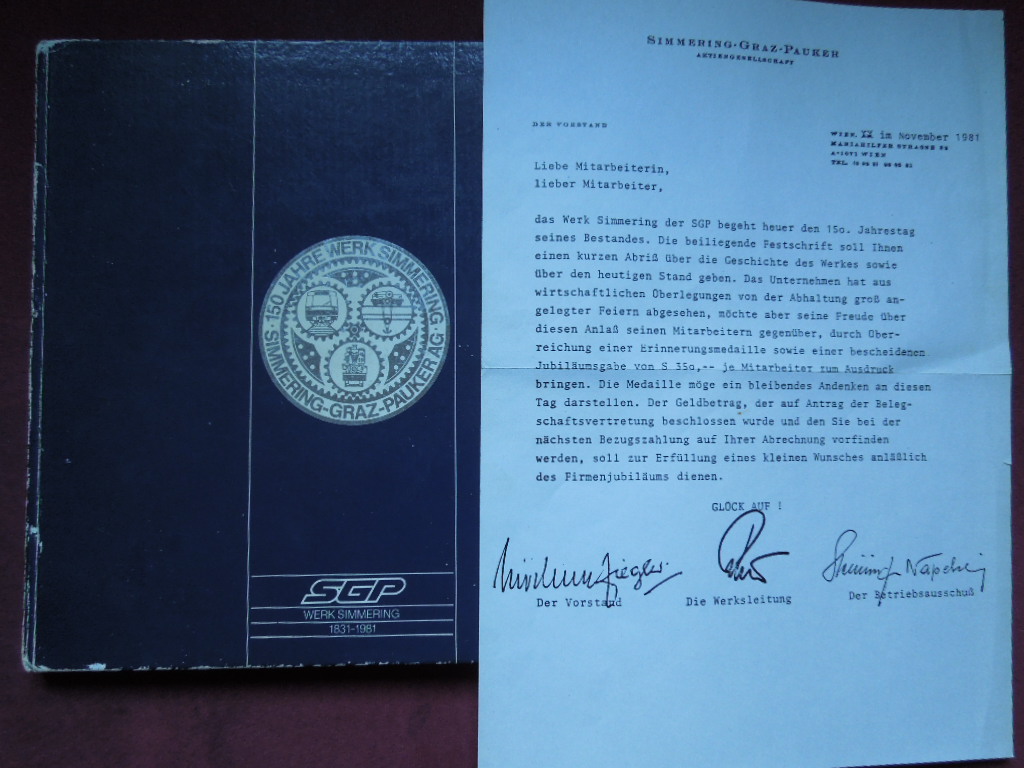 · 150 JAHRE WERK SIMMERING ·
SIMMERING-GRAZ-PAUKER AG
SGP
WERK SIMMERING
1831-1981
SIMMERING-GRAZ-PAUKER
AKTIENGESELLSCHAFT
DER VORSTAND
WIEN, im November 1981
MARIAHILFER STRASSE
A-1071 WIEN
TEL.
Liebe Mitarbeiterin,
lieber Mitarbeiter,
das Werk Simmering der SGP begeht heuer den 15o. Jahrestag
seines Bestandes. Die beiliegende Festschrift soll Ihnen
einen kurzen Abriß über die Geschichte des Werkes sowie
über den heutigen Stand geben. Das Unternehmen hat aus
wirtschaftlichen Überlegungen von der Abhaltung groß an-
gelegter Feiern abgesehen, möchte aber seine Freude über
diesen Anlaß seinen Mitarbeitern gegenüber, durch Über-
reichung einer Erinnerungsmedaille sowie einer bescheidenen
Jubiläumsgabe von S 35o,-- je Mitarbeiter zum Ausdruck
bringen. Die Medaille möge ein bleibendes Andenken an diesen
Tag darstellen. Der Geldbetrag, der auf Antrag der Beleg-
schaftsvertretung beschlossen wurde und den Sie bei der
nächsten Bezugszahlung auf Ihrer Abrechnung vorfinden
werden, soll zur Erfüllung eines kleinen Wunsches anläßlich
des Firmenjubiläums dienen.
GLÜCK AUF !
Der Vorstand
Die Werksleitung
Der Betriebsausschuß